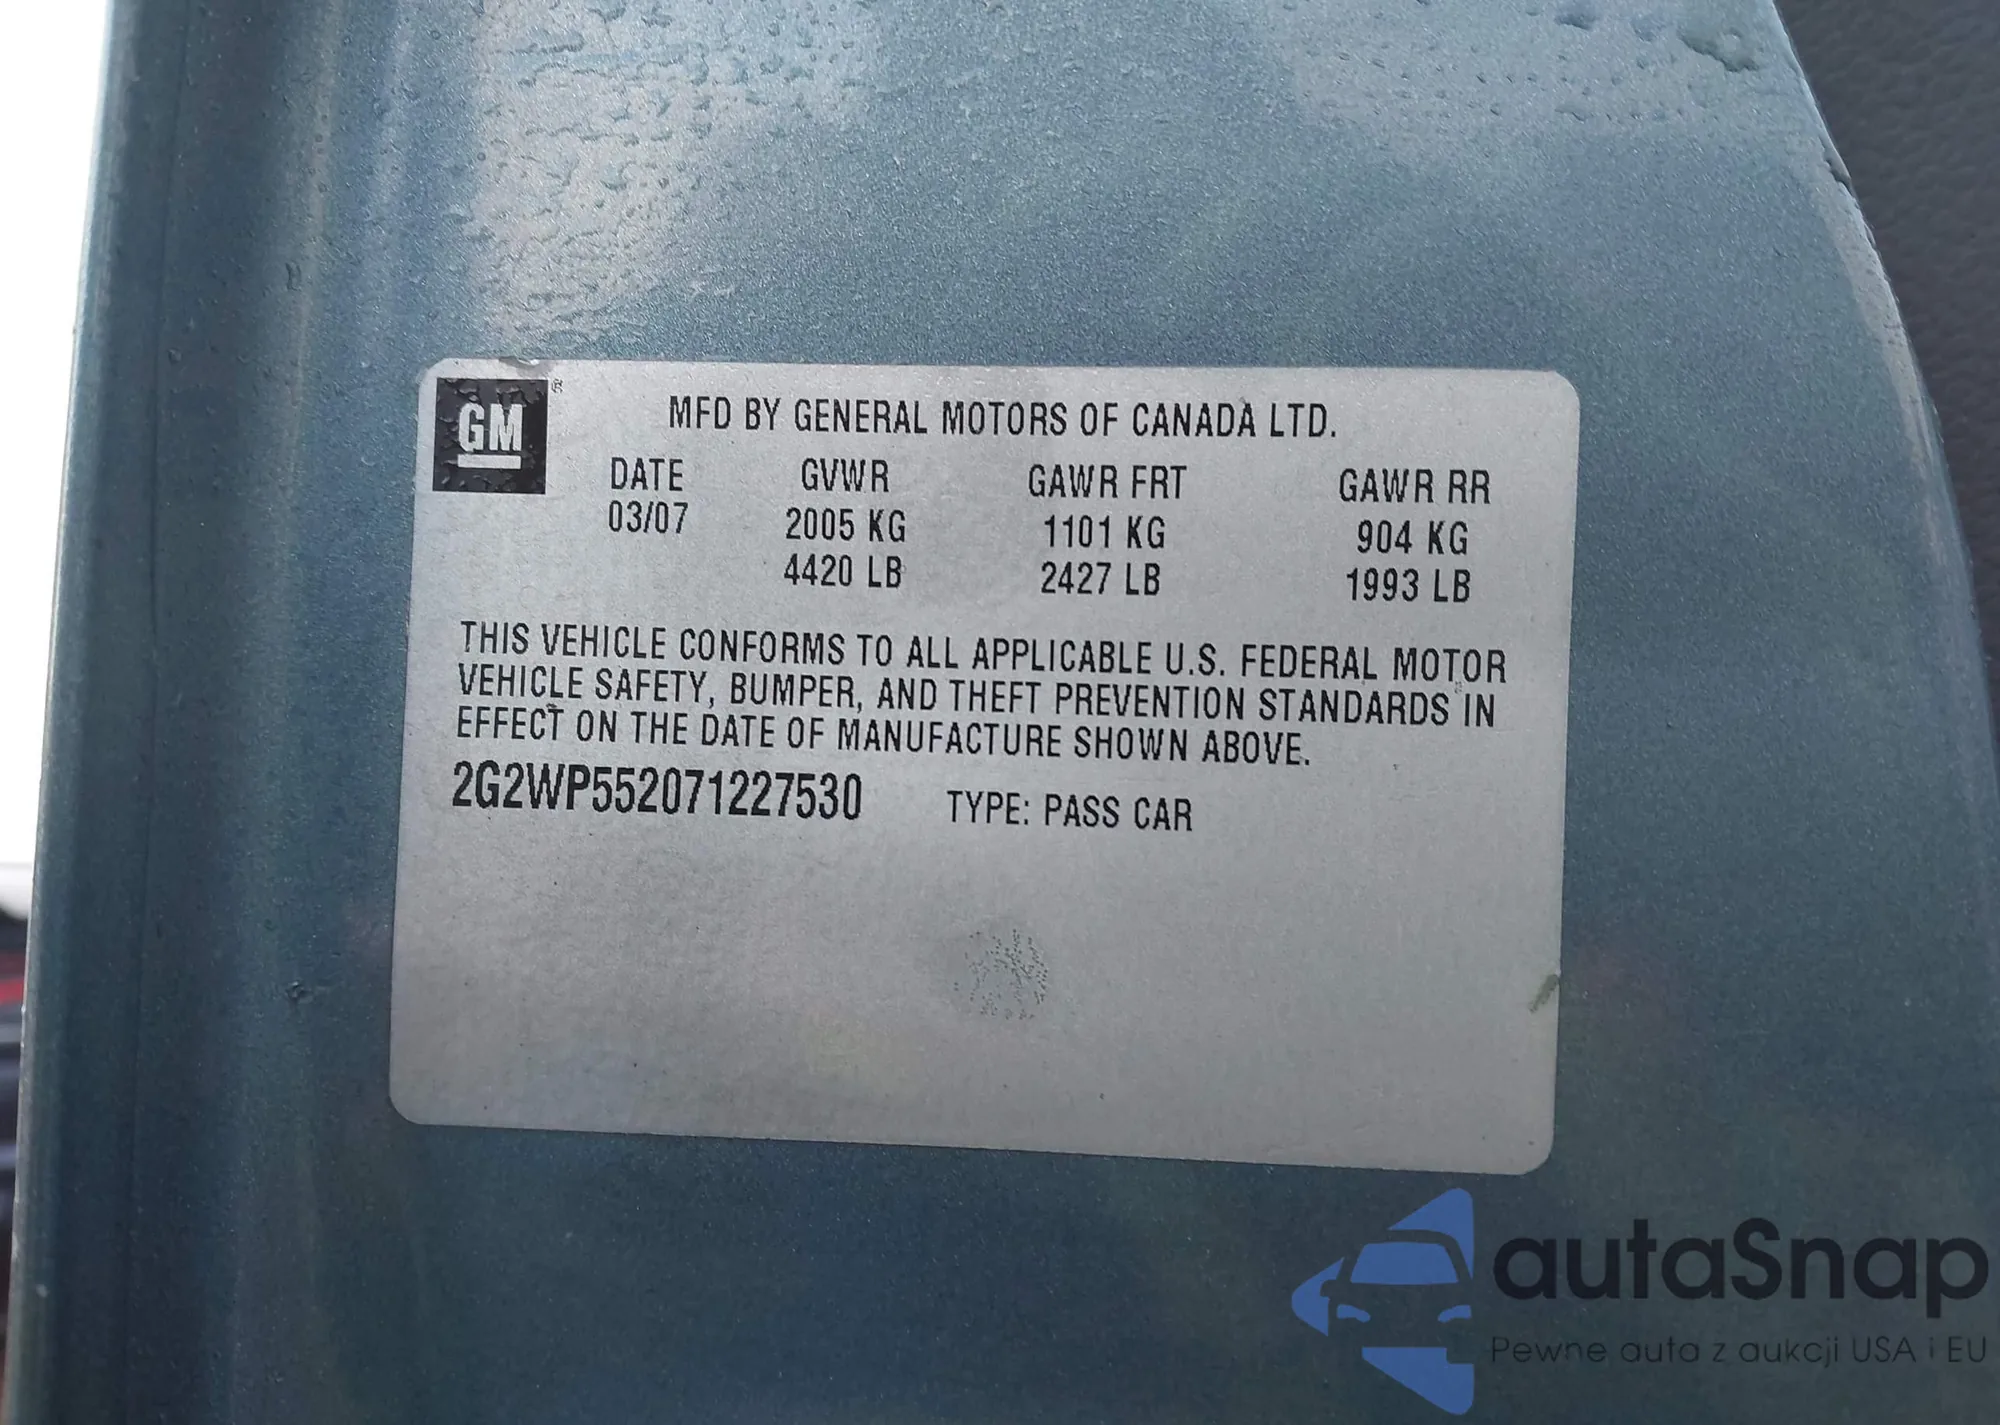 GM®
MFD BY GENERAL MOTORS OF CANADA LTD.
DATE GVWR GAWR FRT GAWR RR
03/07 2005 KG 1101 KG 904 KG
4420 LB 2427 LB 1993 LB
THIS VEHICLE CONFORMS TO ALL APPLICABLE U.S. FEDERAL MOTOR
VEHICLE SAFETY, BUMPER, AND THEFT PREVENTION STANDARDS IN
EFFECT ON THE DATE OF MANUFACTURE SHOWN ABOVE.
2G2WP552071227530 TYPE: PASS CAR
autaSnap
Pewne auta z aukcji USA i EU